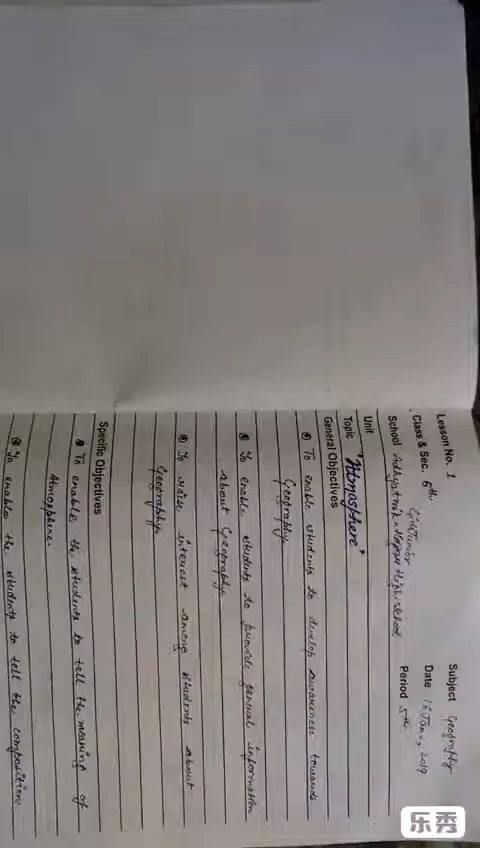 Lesson No. 1 Subject Geography
Class & Sec. 6th, Date 16 Jan, 2019
School High School Period 5th
Unit
Topic "Atmosphere"
General Objectives
To enable students to develop awareness towards
Geography
To enable students to provide general information
about Geography
To raise interest among students about
Geography
Specific Objectives
To enable the students to tell the meaning of
Atmosphere.
To enable the students to tell the composition
乐秀